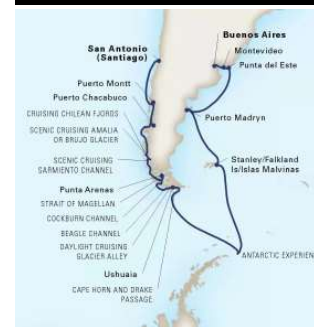 San Antonio
(Santiago)
Puerto Montt
Puerto Chacabuco
CRUISING CHILEAN FJORDS
SCENIC CRUISING AMALIA
OR BRUJO GLACIER
SCENIC CRUISING
SARMIENTO CHANNEL
Punta Arenas
STRAIT OF MAGELLAN
COCKBURN CHANNEL
BEAGLE CHANNEL
DAYLIGHT CRUISING
GLACIER ALLEY
Ushuaia
CAPE HORN AND DRAKE
PASSAGE
Buenos Aires
Montevideo
Punta del Este
Puerto Madryn
Stanley/Falkland
Is/Islas Malvinas
ANTARCTIC EXPERIEN